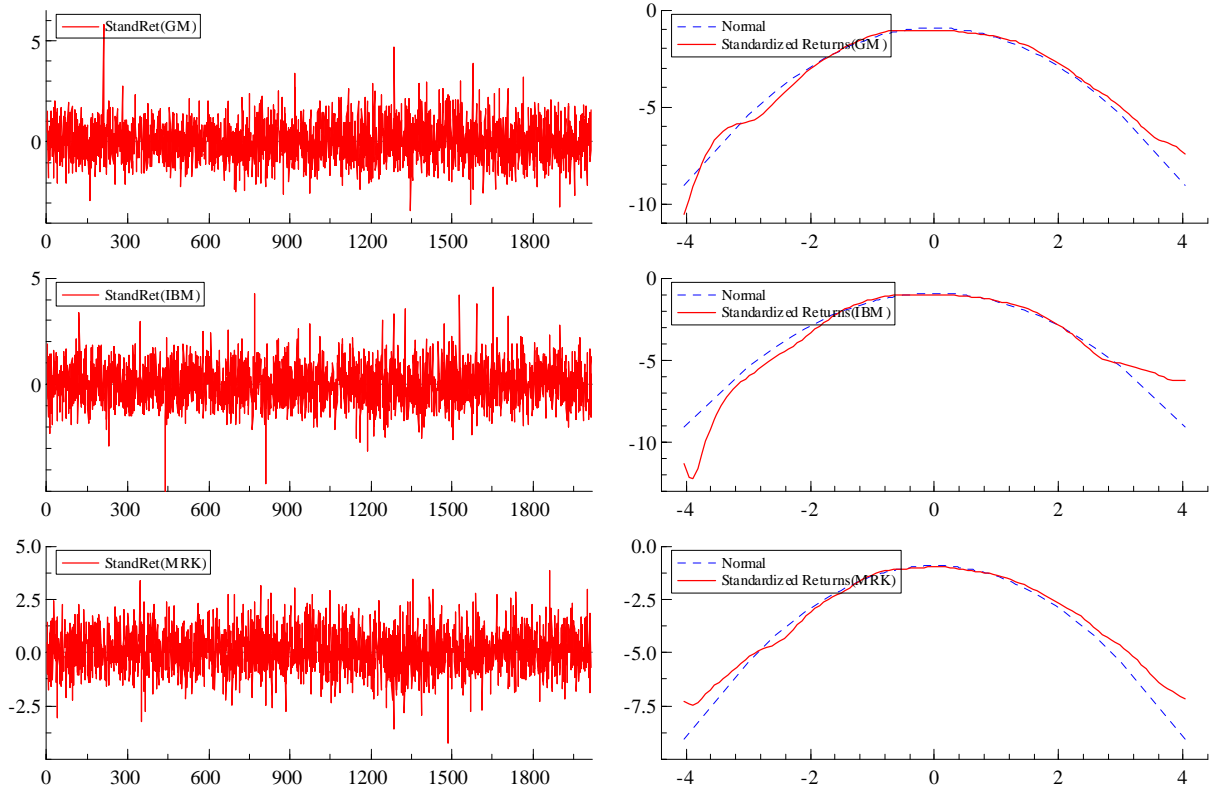 StandRet(GM)
5
0
0 300 600 900 1200 1500 1800
Normal
Standardized Returns(GM)
0
-5
-10
-4 -2 0 2 4
StandRet(IBM)
5
0
0 300 600 900 1200 1500 1800
Normal
Standardized Returns(IBM)
0
-5
-10
-4 -2 0 2 4
StandRet(MRK)
5.0
2.5
0.0
-2.5
0 300 600 900 1200 1500 1800
Normal
Standardized Returns(MRK)
0.0
-2.5
-5.0
-7.5
-4 -2 0 2 4